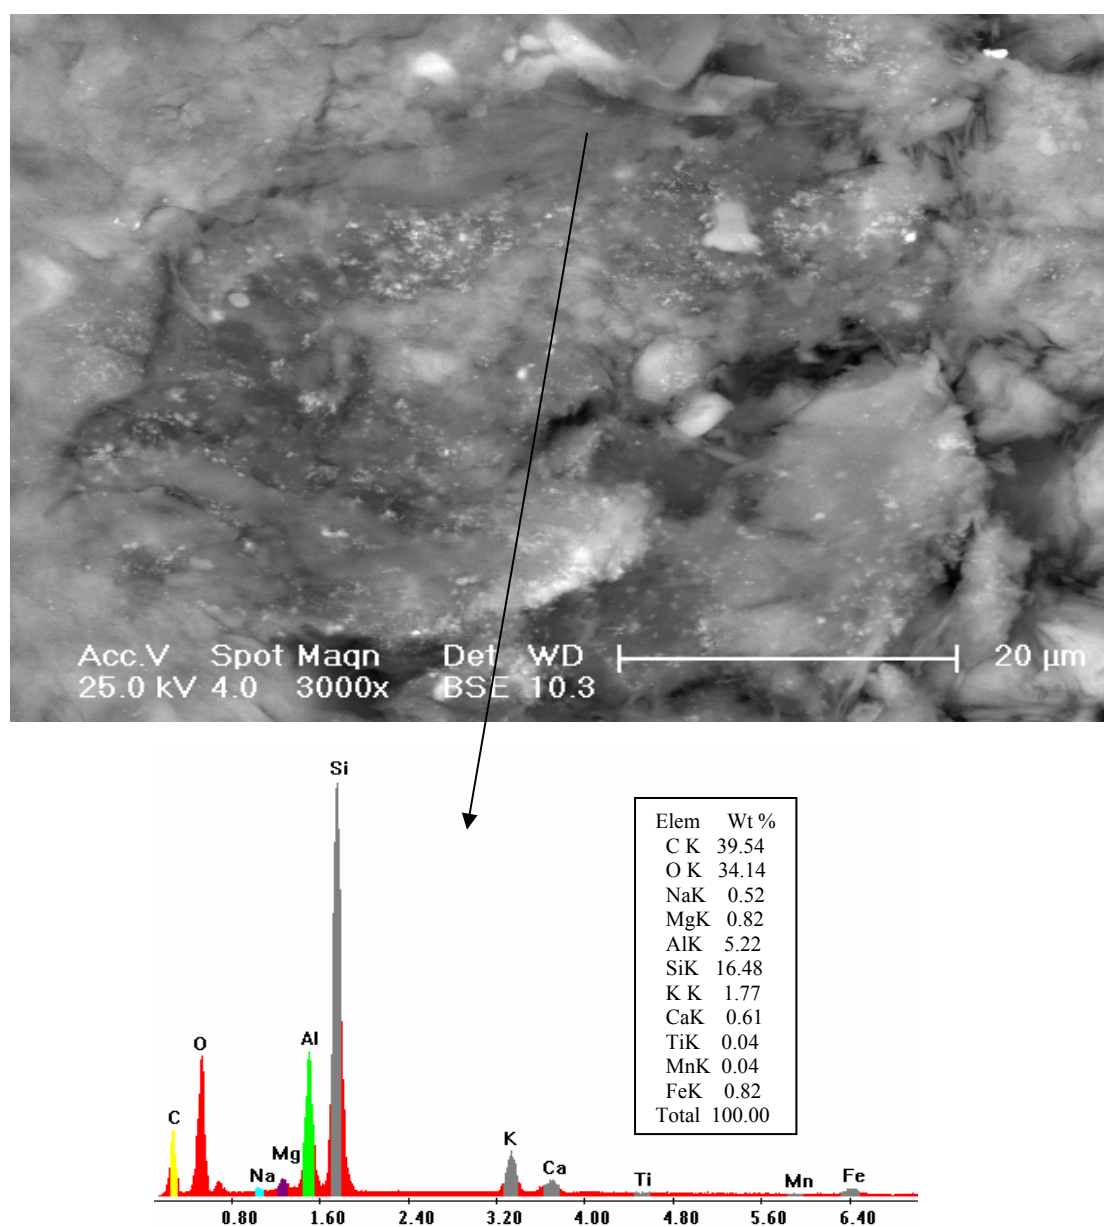 Acc.V Spot Magn Det WD 20 µm
25.0 kV 4.0 3000x BSE 10.3
Si
Elem Wt %
C K 39.54
O K 34.14
NaK 0.52
MgK 0.82
AlK 5.22
SiK 16.48
K K 1.77
CaK 0.61
TiK 0.04
MnK 0.04
FeK 0.82
Total 100.00
O
Al
C
Na
Mg
K
Ca
Ti
Mn
Fe
0.80 1.60 2.40 3.20 4.00 4.80 5.60 6.40